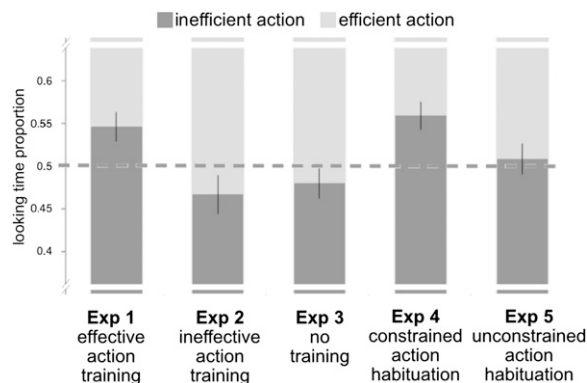 inefficient action efficient action
looking time proportion
0.6
0.55
0.5
0.45
0.4
Exp 1
effective
action
training
Exp 2
ineffective
action
training
Exp 3
no
training
Exp 4
constrained
action
habituation
Exp 5
unconstrained
action
habituation